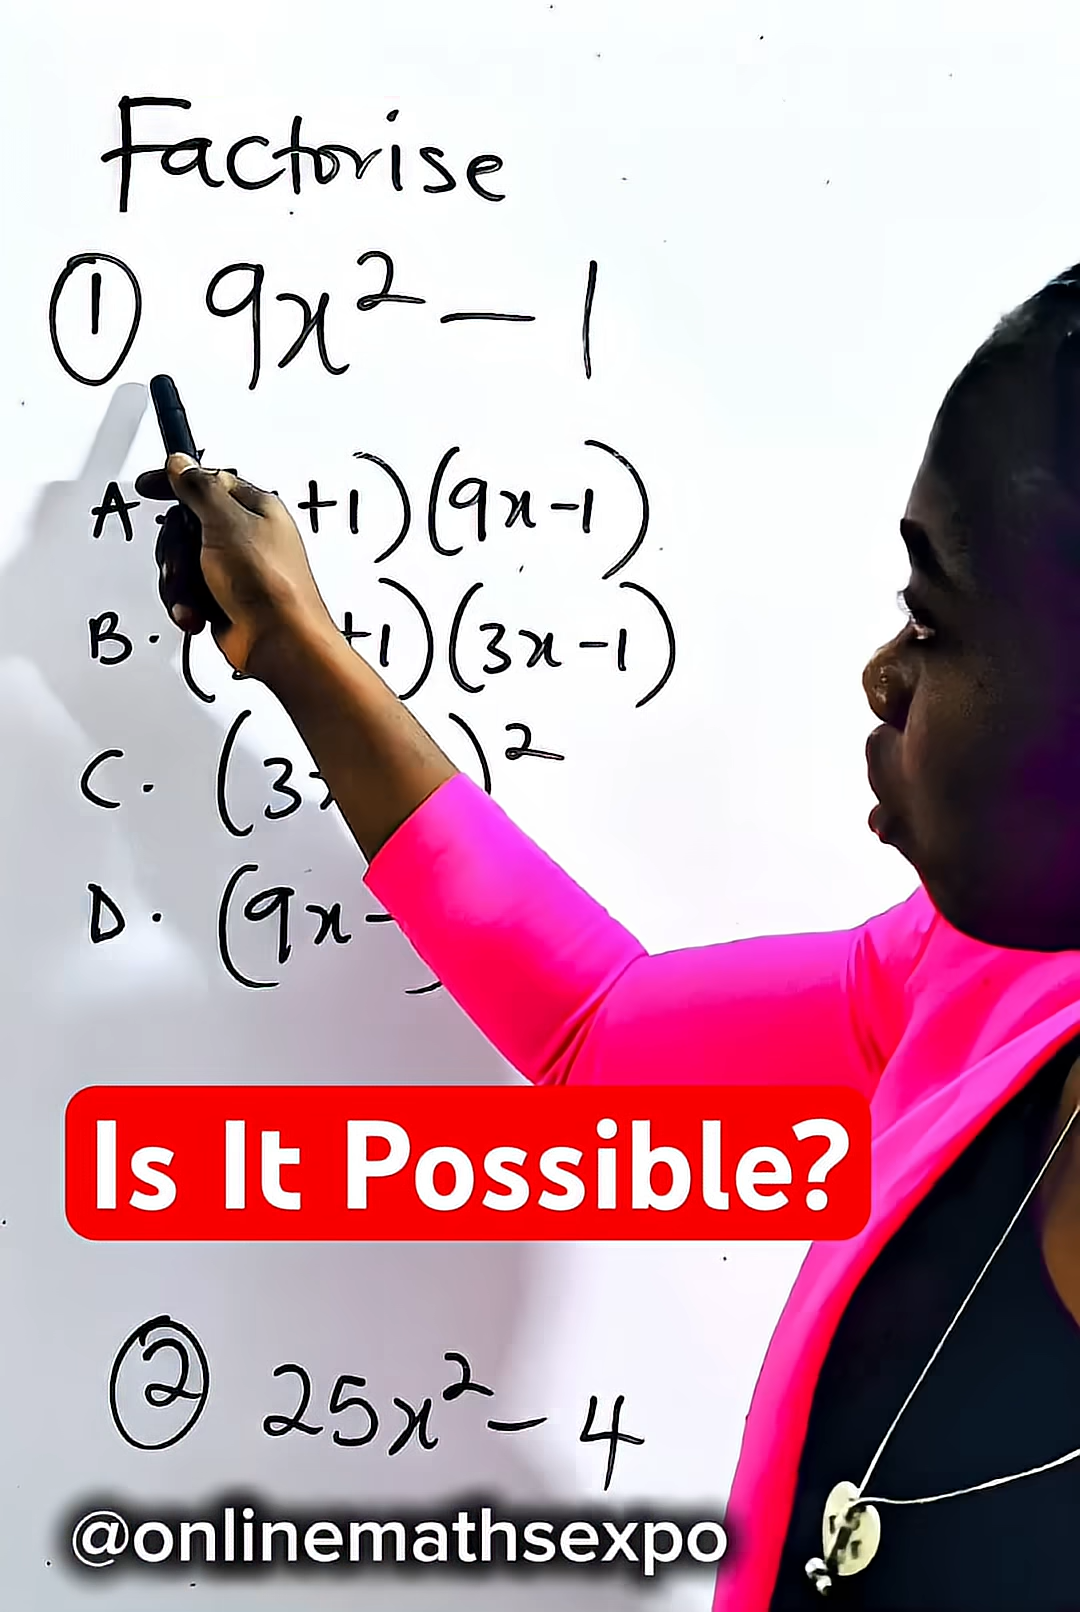 Factorise
① 9x² − 1
A. +1)(9x-1)
B. ( +1)(3x-1)
C. (3x )²
D. (9x-
Is It Possible?
② 25x² - 4
@onlinemathsexpo